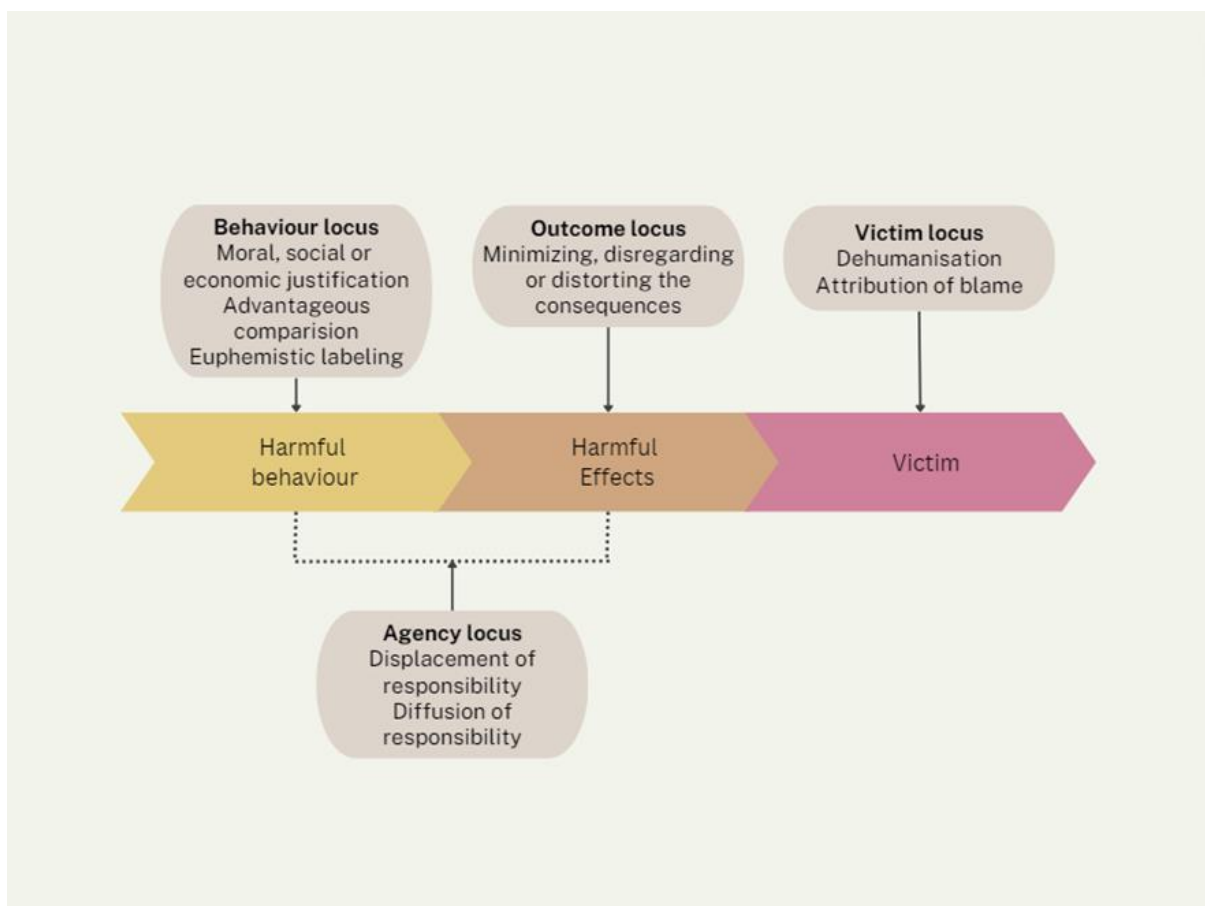 Behaviour locus
Moral, social or
economic justification
Advantageous
comparision
Euphemistic labeling
Outcome locus
Minimizing, disregarding
or distorting the
consequences
Victim locus
Dehumanisation
Attribution of blame
Harmful
behaviour
Harmful
Effects
Victim
Agency locus
Displacement of
responsibility
Diffusion of
responsibility